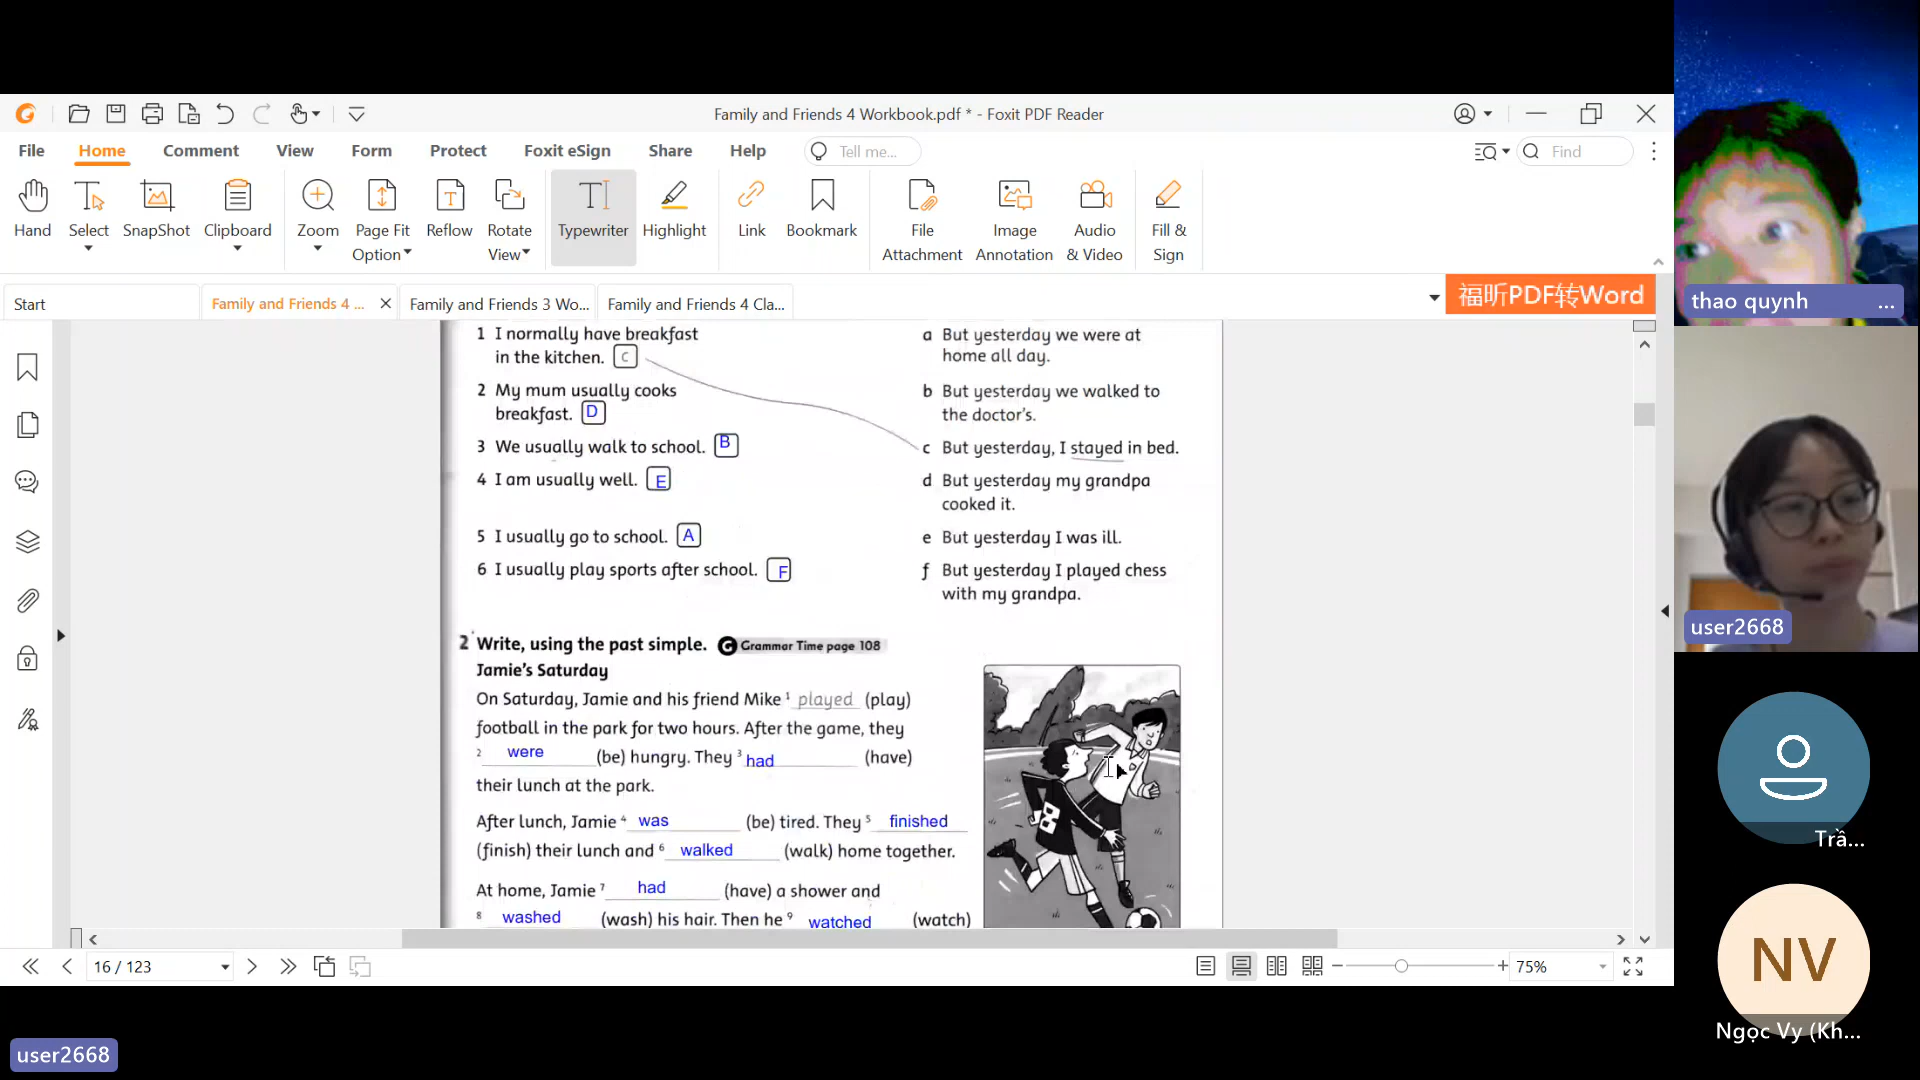 Family and Friends 4 Workbook.pdf * - Foxit PDF Reader
File Home Comment View Form Protect Foxit eSign Share Help Tell me... Find
Hand Select SnapShot Clipboard Zoom Page Fit Option Reflow Rotate View Typewriter Highlight Link Bookmark File Attachment Image Annotation Audio & Video Fill & Sign
Start Family and Friends 4 ... Family and Friends 3 Wo... Family and Friends 4 Cla... 福昕PDF转Word
1 I normally have breakfast
in the kitchen. c
2 My mum usually cooks
breakfast. D
3 We usually walk to school. B
4 I am usually well. E
5 I usually go to school. A
6 I usually play sports after school. F
a But yesterday we were at
home all day.
b But yesterday we walked to
the doctor's.
c But yesterday, I stayed in bed.
d But yesterday my grandpa
cooked it.
e But yesterday I was ill.
f But yesterday I played chess
with my grandpa.
2 Write, using the past simple. G Grammar Time page 108
Jamie's Saturday
On Saturday, Jamie and his friend Mike 1 played (play)
football in the park for two hours. After the game, they
2 were (be) hungry. They 3 had (have)
their lunch at the park.
After lunch, Jamie 4 was (be) tired. They 5 finished
(finish) their lunch and 6 walked (walk) home together.
At home, Jamie 7 had (have) a shower and
8 washed (wash) his hair. Then he 9 watched (watch)
8
16 / 123
75%
thao quynh ...
user2668
Trầ...
NV
Ngọc Vy (Kh...
user2668